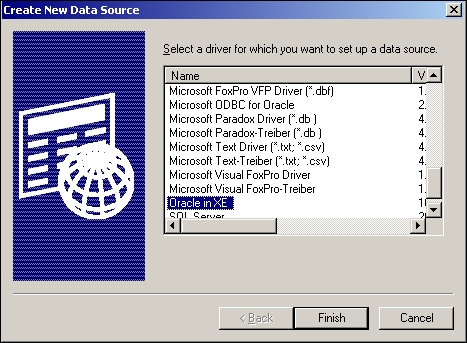 Create New Data Source
Select a driver for which you want to set up a data source.
Name V
Microsoft FoxPro VFP Driver (*.dbf) 1.
Microsoft ODBC for Oracle 2.
Microsoft Paradox Driver (*.db ) 4.
Microsoft Paradox-Treiber (*.db ) 4.
Microsoft Text Driver (*.txt; *.csv) 4.
Microsoft Text-Treiber (*.txt; *.csv) 4.
Microsoft Visual FoxPro Driver 1.
Microsoft Visual FoxPro-Treiber 1.
Oracle in XE 10
SQL Server
< Back Finish Cancel